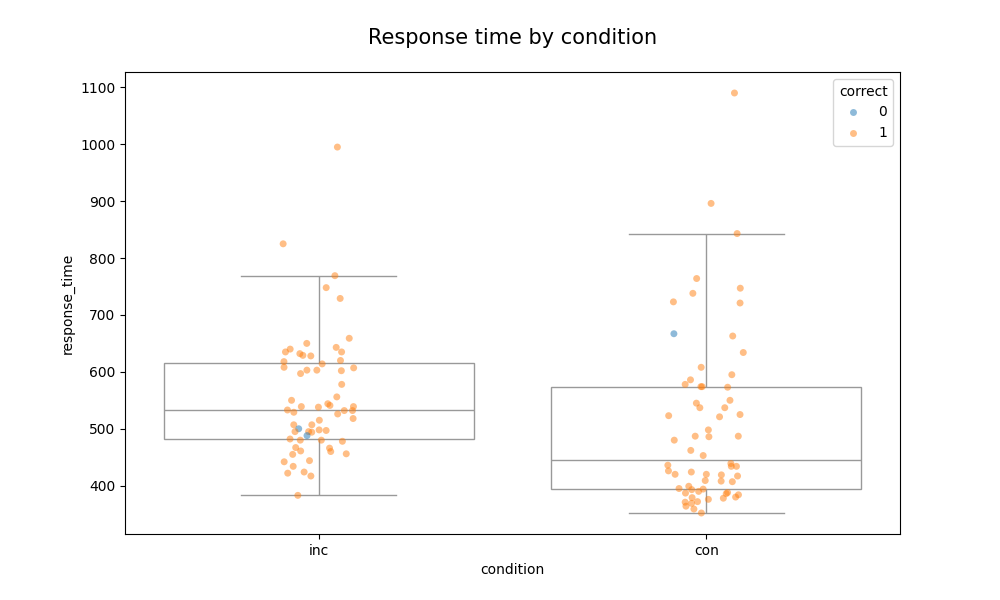 Response time by condition
correct
0
1
1100
1000
900
800
700
600
500
400
response_time
inc
con
condition